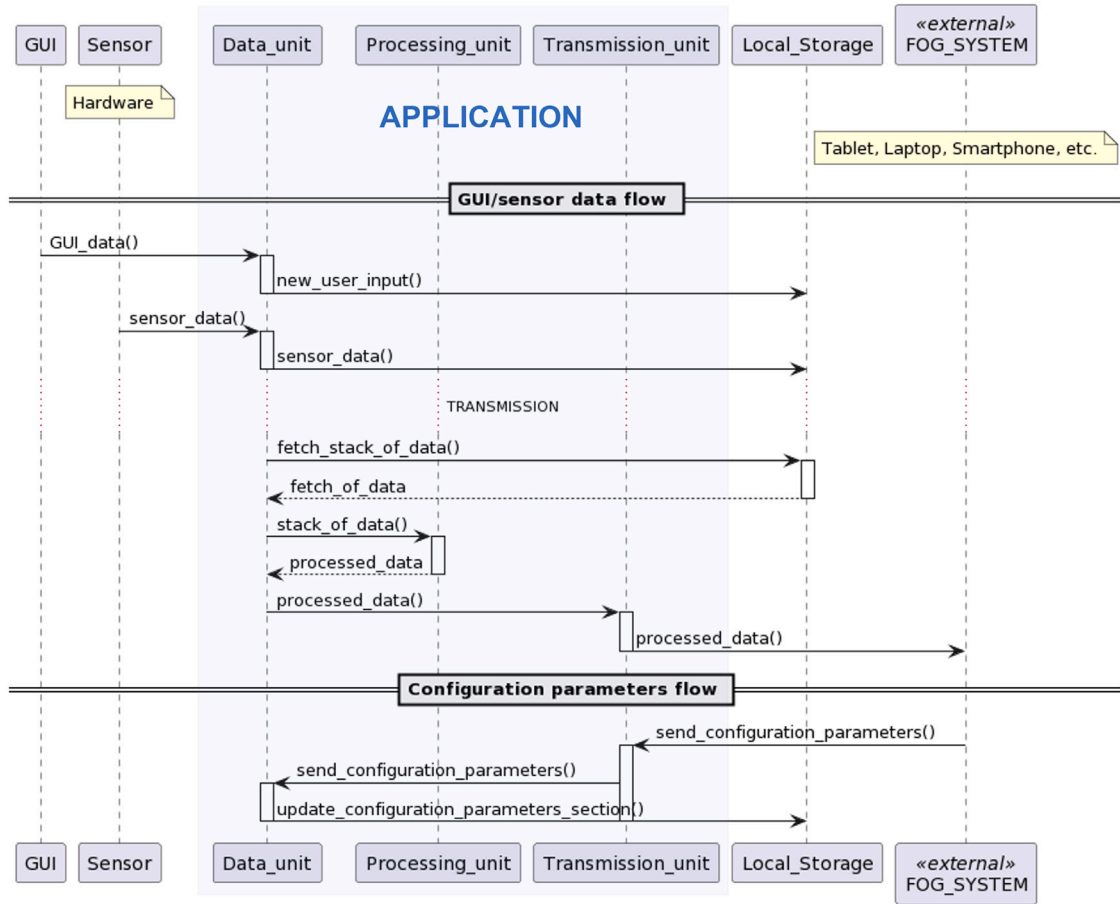 «external»
GUI Sensor Data_unit Processing_unit Transmission_unit Local_Storage FOG_SYSTEM
Hardware
APPLICATION
Tablet, Laptop, Smartphone, etc.
GUI/sensor data flow
GUI_data()
new_user_input()
sensor_data()
sensor_data()
TRANSMISSION
fetch_stack_of_data()
fetch_of_data
stack_of_data()
processed_data
processed_data()
processed_data()
Configuration parameters flow
send_configuration_parameters()
send_configuration_parameters()
update_configuration_parameters_section()
«external»
GUI Sensor Data_unit Processing_unit Transmission_unit Local_Storage FOG_SYSTEM